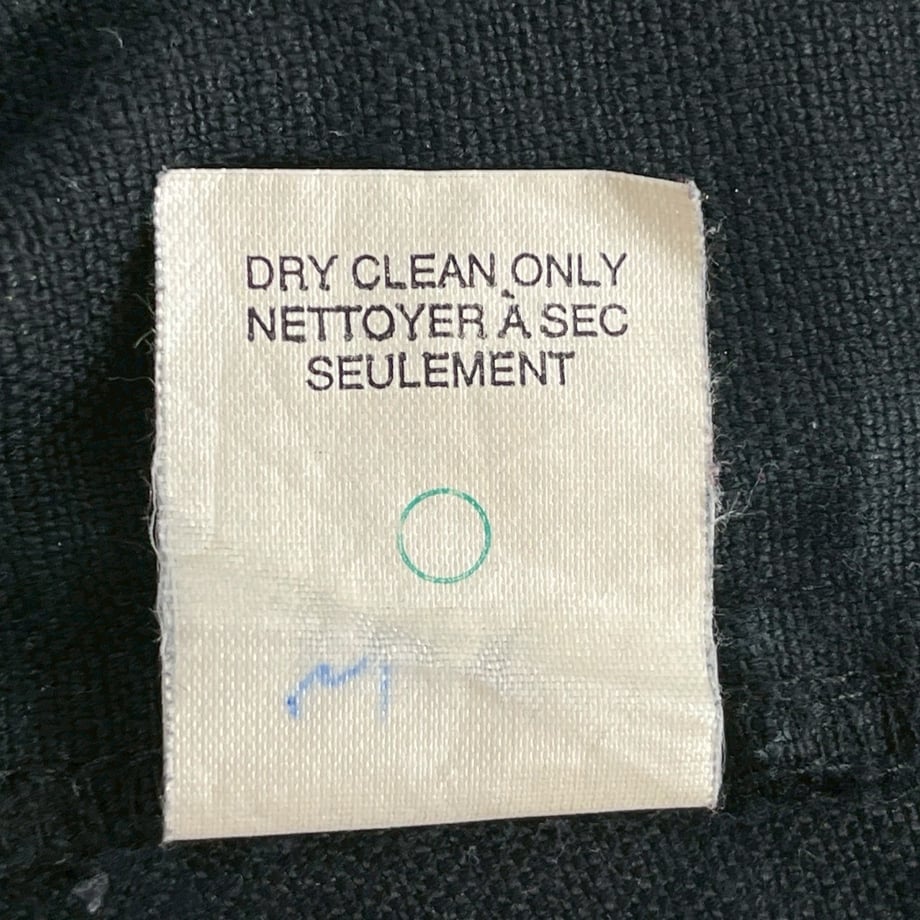 DRY CLEAN ONLY
NETTOYER À SEC
SEULEMENT
M